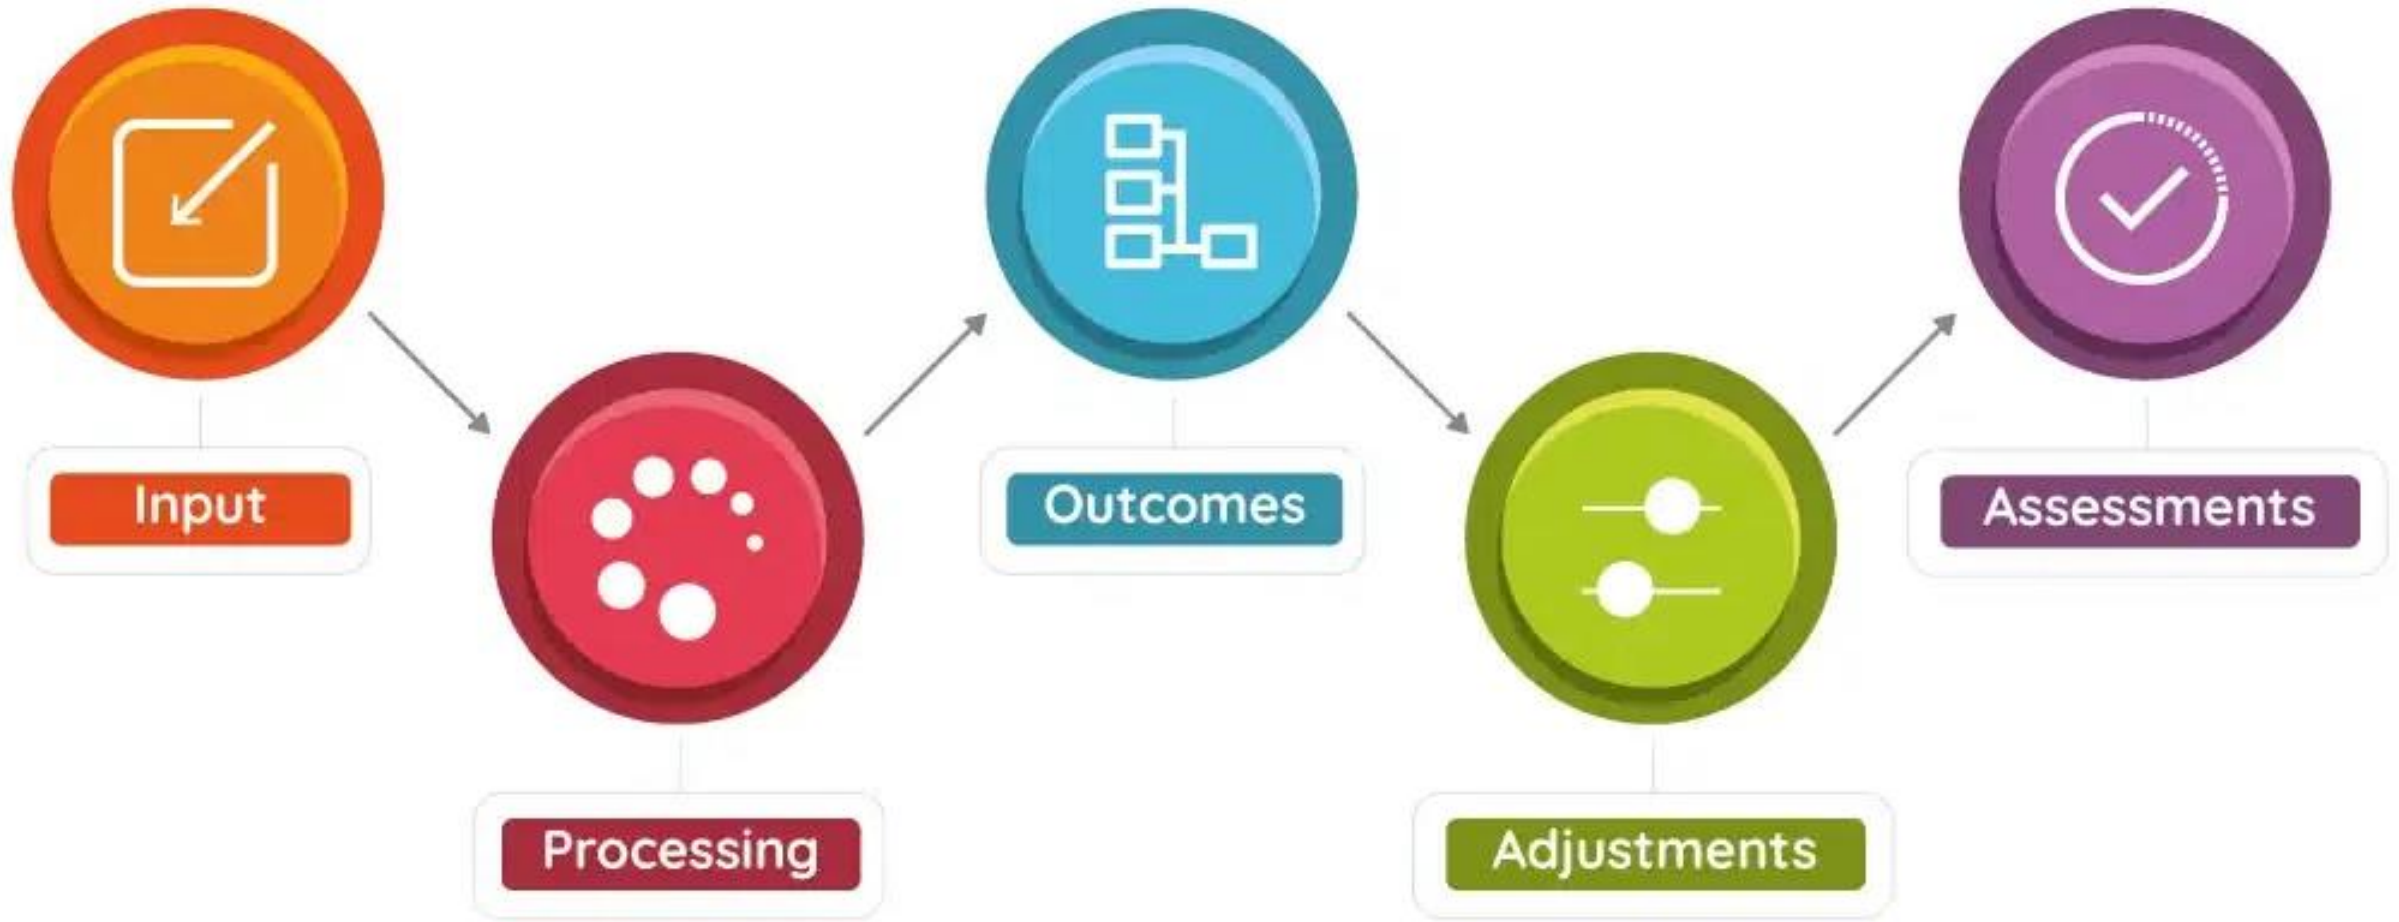 Input
Processing
Outcomes
Adjustments
Assessments